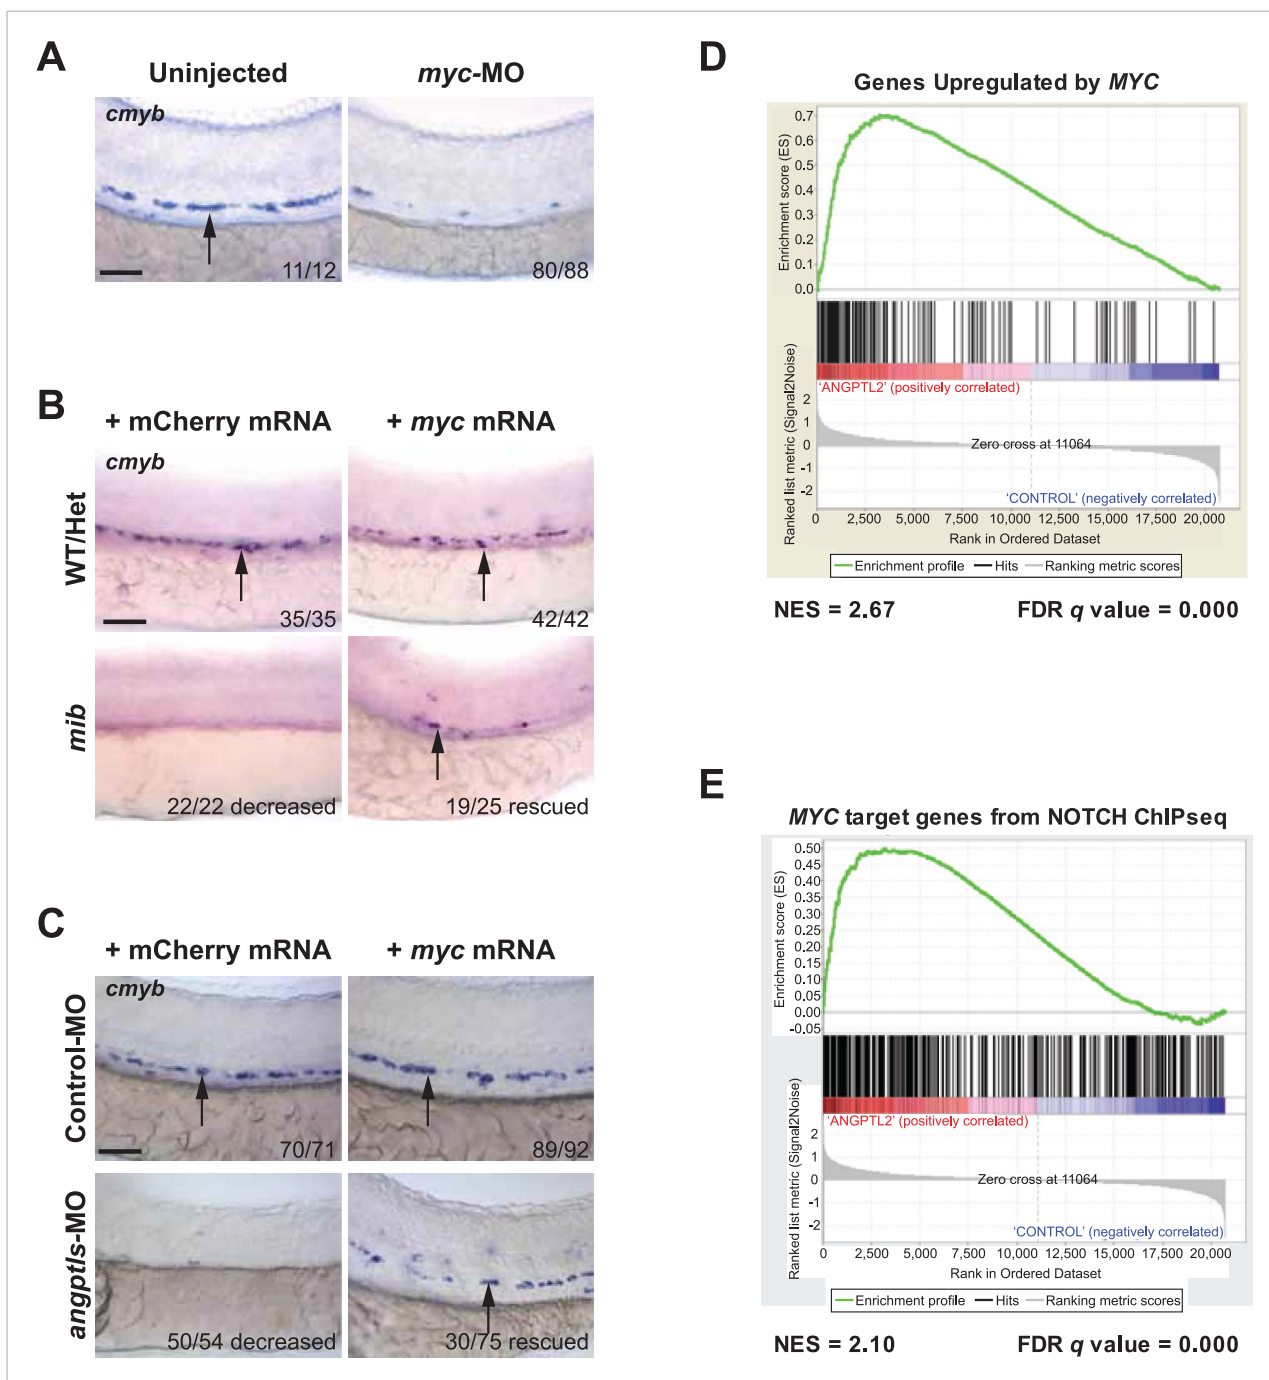 A
Uninjected
myc-MO
cmyb
11/12
80/88
B
+ mCherry mRNA
+ myc mRNA
WT/Het
cmyb
35/35
42/42
mib
22/22 decreased
19/25 rescued
C
+ mCherry mRNA
+ myc mRNA
Control-MO
cmyb
70/71
89/92
angptls-MO
50/54 decreased
30/75 rescued
D
Genes Upregulated by MYC
Enrichment score (ES)
0.7
0.6
0.5
0.4
0.3
0.2
0.1
0.0
'ANGPTL2' (positively correlated)
Ranked list metric (Signal2Noise)
2
1
0
-1
-2
Zero cross at 11064
'CONTROL' (negatively correlated)
0 2,500 5,000 7,500 10,000 12,500 15,000 17,500 20,000
Rank in Ordered Dataset
Enrichment profile Hits Ranking metric scores
NES = 2.67 FDR q value = 0.000
E
MYC target genes from NOTCH ChIPseq
Enrichment score (ES)
0.50
0.45
0.40
0.35
0.30
0.25
0.20
0.15
0.10
0.05
0.00
-0.05
'ANGPTL2' (positively correlated)
Ranked list metric (Signal2Noise)
2
1
0
-1
-2
Zero cross at 11064
'CONTROL' (negatively correlated)
0 2,500 5,000 7,500 10,000 12,500 15,000 17,500 20,000
Rank in Ordered Dataset
Enrichment profile Hits Ranking metric scores
NES = 2.10 FDR q value = 0.000